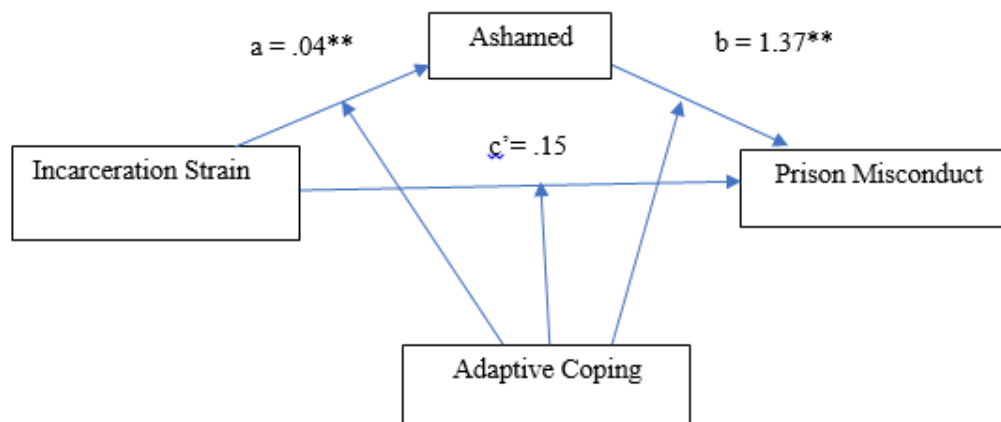 Ashamed
a = .04**
b = 1.37**
c’= .15
Incarceration Strain
Prison Misconduct
Adaptive Coping